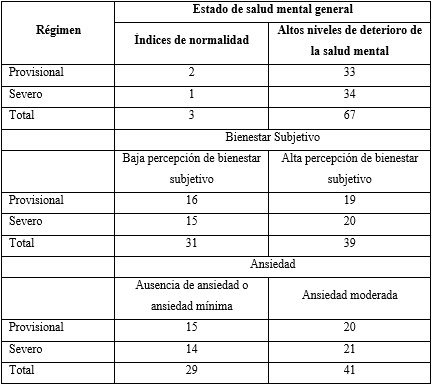 Régimen
Estado de salud mental general
Índices de normalidad
Altos niveles de deterioro de
la salud mental
Provisional 2 33
Severo 1 34
Total 3 67
Bienestar Subjetivo
Baja percepción de bienestar
subjetivo
Alta percepción de bienestar
subjetivo
Provisional 16 19
Severo 15 20
Total 31 39
Ansiedad
Ausencia de ansiedad o
ansiedad mínima
Ansiedad moderada
Provisional 15 20
Severo 14 21
Total 29 41